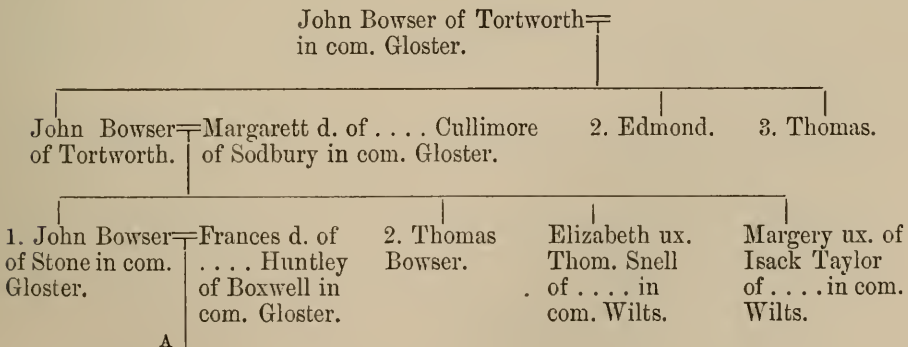 John Bowser of Tortworth
in com. Gloster.
John Bowser
of Tortworth.
Margarett d. of . . . . Cullimore
of Sodbury in com. Gloster.
2. Edmond.
3. Thomas.
1. John Bowser
of Stone in com.
Gloster.
Frances d. of
. . . . Huntley
of Boxwell in
com. Gloster.
2. Thomas
Bowser.
Elizabeth ux.
Thom. Snell
of . . . . in
com. Wilts.
Margery ux. of
Isack Taylor
of . . . . in com.
Wilts.
A